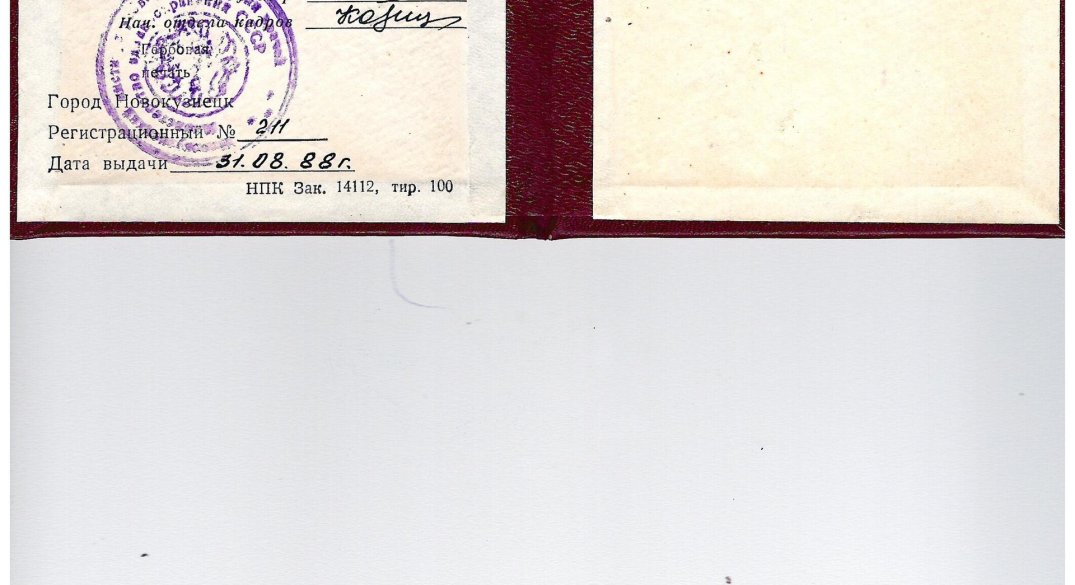 Нач. отдела кадров
Гербовая
печать
Город Новокузнецк
Регистрационный № 211
Дата выдачи 31.08.88г.
НПК Зак. 14112, тир. 100
СССР